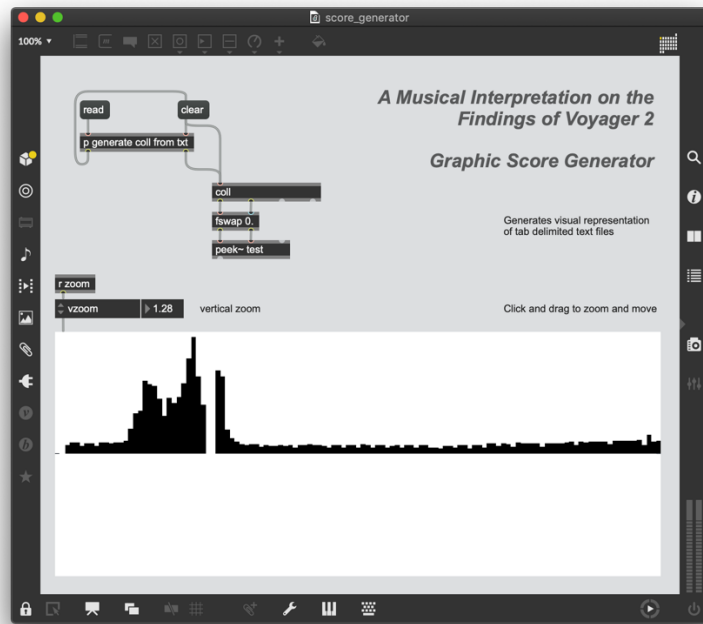 score_generator
100%
A Musical Interpretation on the
Findings of Voyager 2
Graphic Score Generator
read
clear
p generate coll from txt
coll
fswap 0.
peek~ test
Generates visual representation
of tab delimited text files
r zoom
vzoom
1.28
vertical zoom
Click and drag to zoom and move